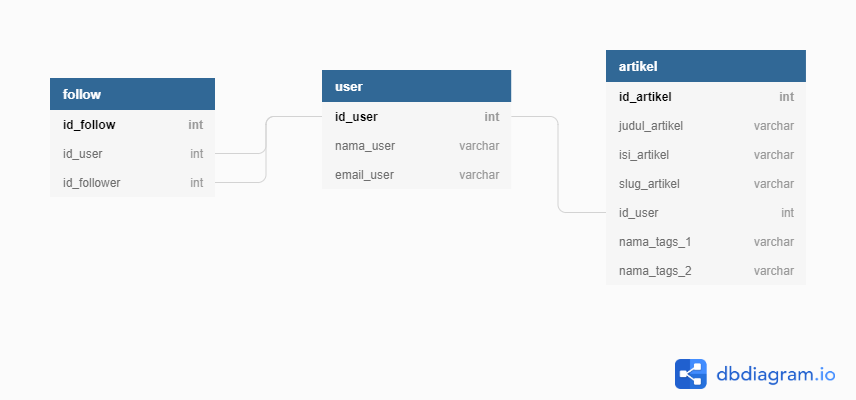 follow
id_follow int
id_user int
id_follower int
user
id_user int
nama_user varchar
email_user varchar
artikel
id_artikel int
judul_artikel varchar
isi_artikel varchar
slug_artikel varchar
id_user int
nama_tags_1 varchar
nama_tags_2 varchar
dbdiagram.io